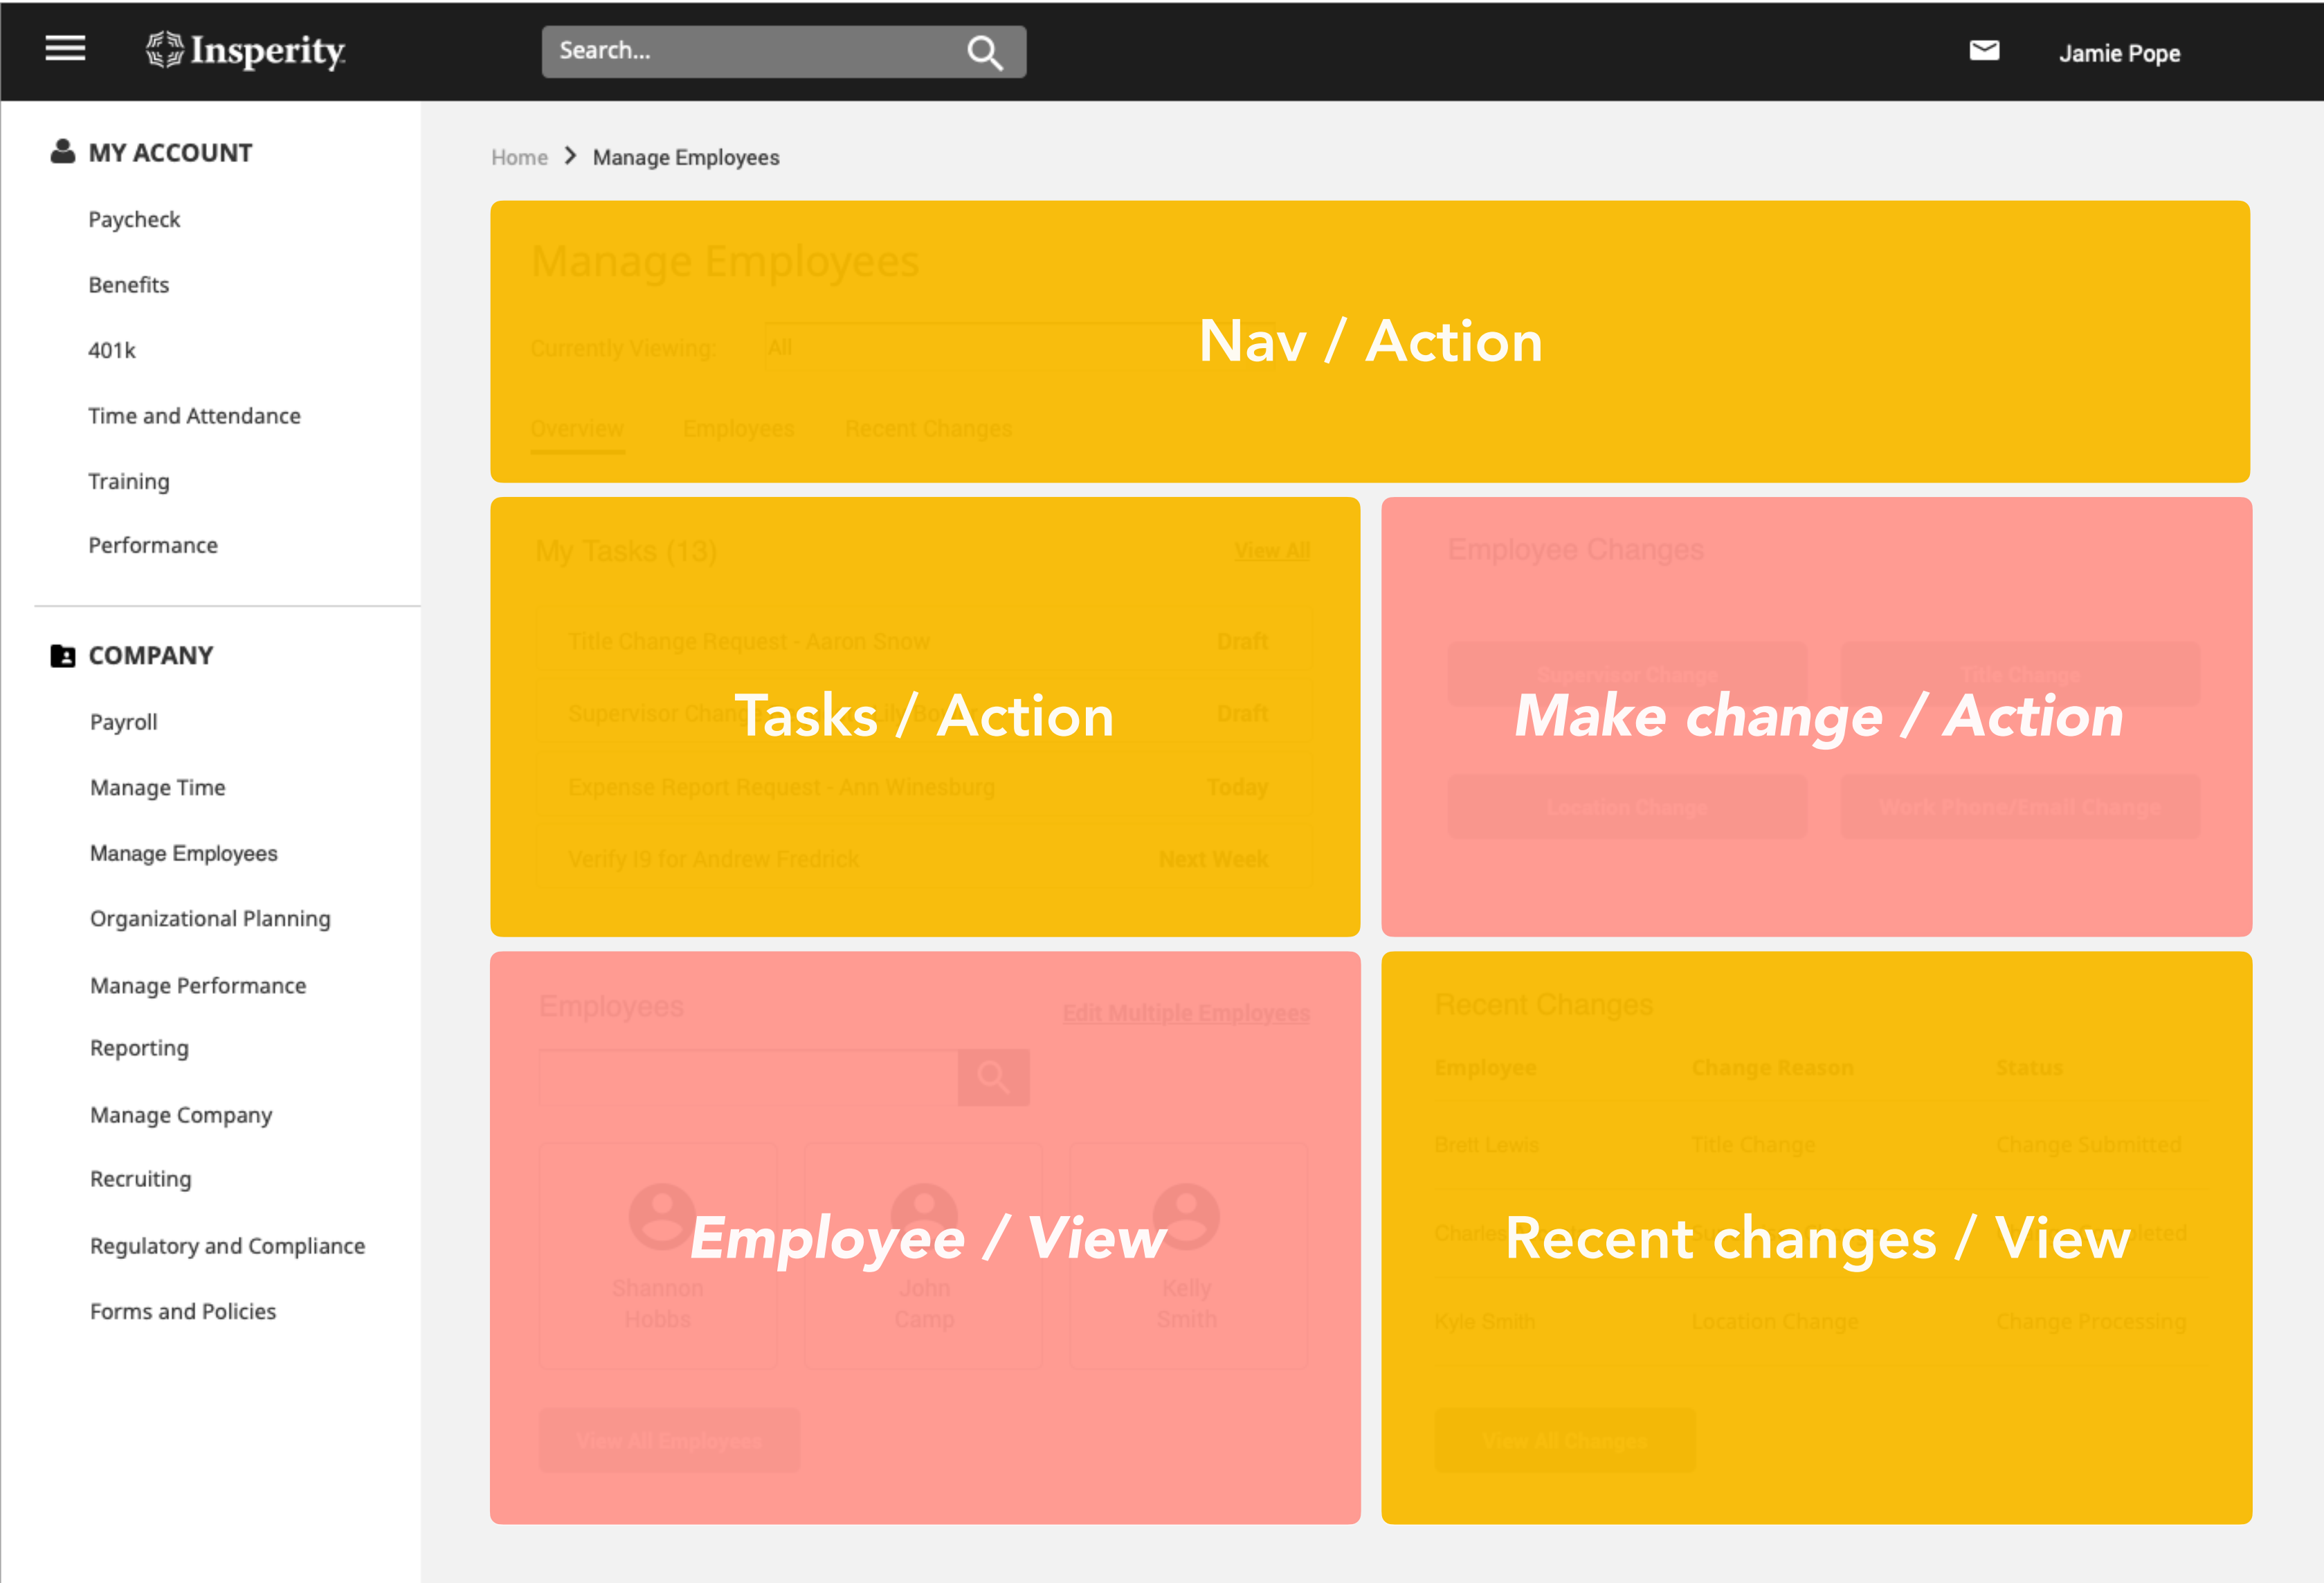 Insperity
Search...
Jamie Pope
MY ACCOUNT
Paycheck
Benefits
401k
Time and Attendance
Training
Performance
COMPANY
Payroll
Manage Time
Manage Employees
Organizational Planning
Manage Performance
Reporting
Manage Company
Recruiting
Regulatory and Compliance
Forms and Policies
Home > Manage Employees
Manage Employees
Currently Viewing: All
Nav / Action
Overview Employees Recent Changes
My Tasks (13) View All
Title Change Request - Aaron Snow Draft
Supervisor Change Lily Draft
Tasks / Action
Expense Report Request - Ann Winesburg Today
Verify I9 for Andrew Fredrick Next Week
Employee Changes
Supervisor Change Title Change
Make change / Action
Location Change Work Phone/Email Change
Employees Edit Multiple Employees
Employee / View
Shannon Hobbs
John Camp
Kelly Smith
View All Employees
Recent Changes
Employee Change Reason Status
Brett Lewis Title Change Change Submitted
Charles
Recent changes / View
Kyle Smith Location Change Change Processing
View All Changes